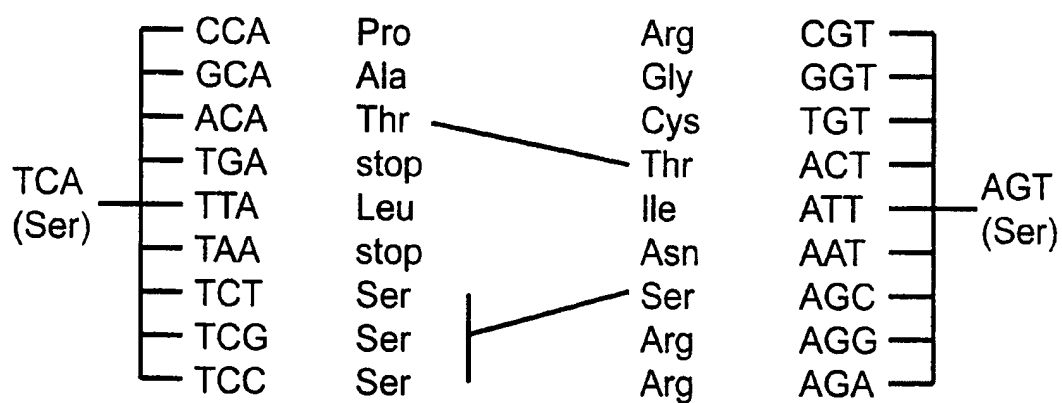 CCA Pro Arg CGT
GCA Ala Gly GGT
ACA Thr Cys TGT
TGA stop Thr ACT
TCA
(Ser)
TTA Leu Ile ATT
AGT
(Ser)
TAA stop Asn AAT
TCT Ser Ser AGC
TCG Ser Arg AGG
TCC Ser Arg AGA